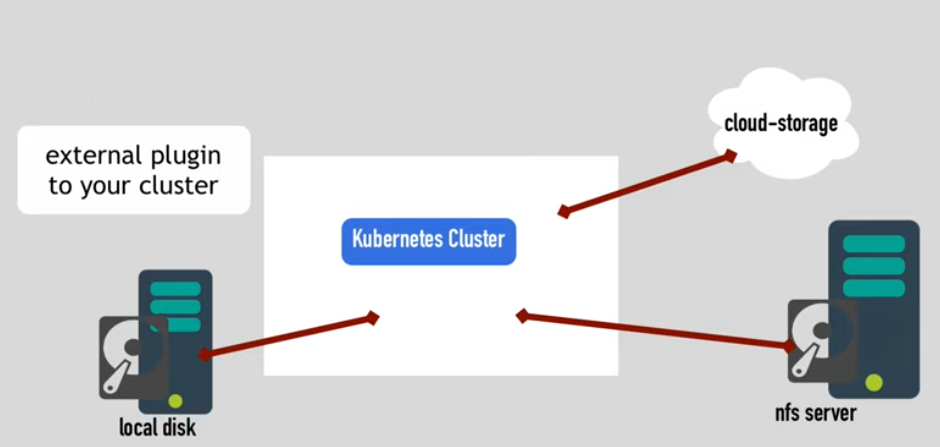 external plugin
to your cluster
cloud-storage
Kubernetes Cluster
local disk
nfs server